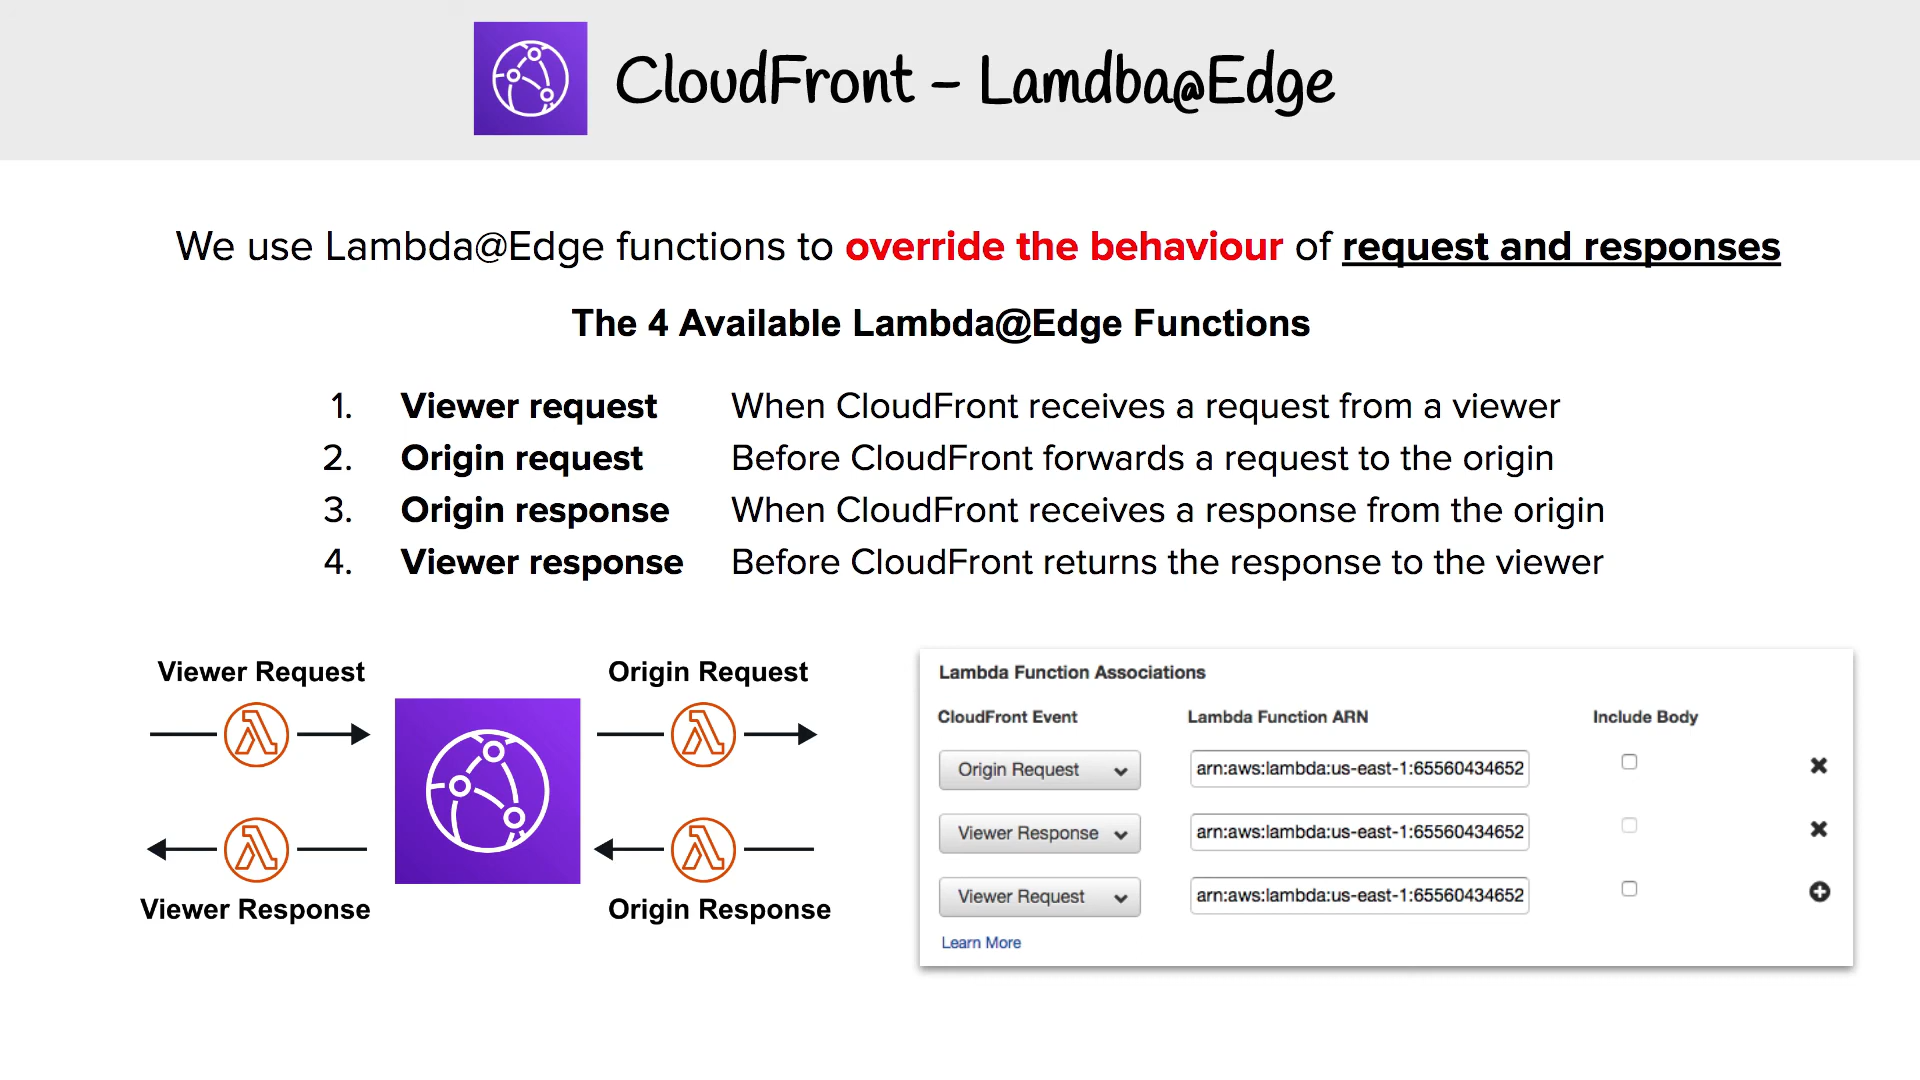 CloudFront – Lamdba@Edge
We use Lambda@Edge functions to override the behaviour of request and responses
The 4 Available Lambda@Edge Functions
1. Viewer request When CloudFront receives a request from a viewer
2. Origin request Before CloudFront forwards a request to the origin
3. Origin response When CloudFront receives a response from the origin
4. Viewer response Before CloudFront returns the response to the viewer
Viewer Request
Origin Request
Viewer Response
Origin Response
Lambda Function Associations
CloudFront Event Lambda Function ARN Include Body
Origin Request arn:aws:lambda:us-east-1:65560434652
Viewer Response arn:aws:lambda:us-east-1:65560434652
Viewer Request arn:aws:lambda:us-east-1:65560434652
Learn More